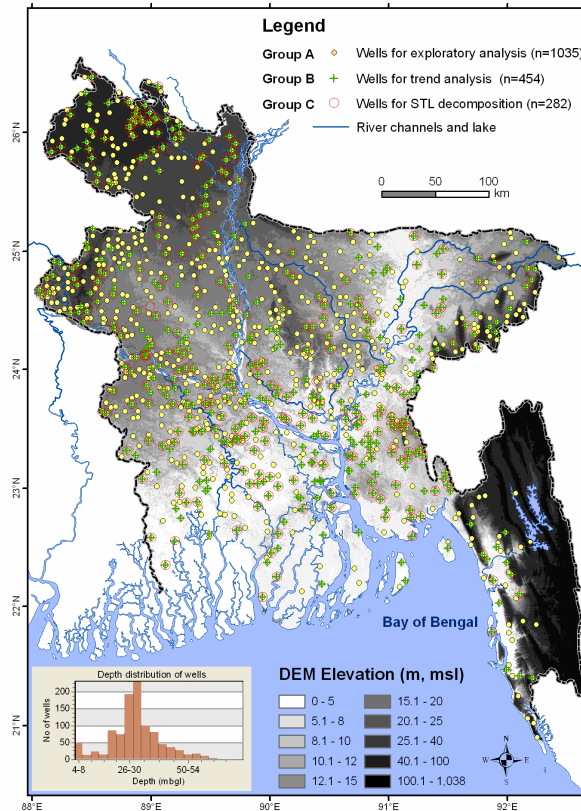 Legend
Group A Wells for exploratory analysis (n=1035)
Group B Wells for trend analysis (n=454)
Group C Wells for STL decomposition (n=282)
River channels and lake
0 50 100
km
26°N
25°N
24°N
23°N
22°N
21°N
Bay of Bengal
Depth distribution of wells
No of wells
200
150
100
50
0
4-8 26-30 50-54
Depth (mbgl)
DEM Elevation (m, msl)
0 - 5 15.1 - 20
5.1 - 8 20.1 - 25
8.1 - 10 25.1 - 40
10.1 - 12 40.1 - 100
12.1 - 15 100.1 - 1,038
N
W E
S
88°E 89°E 90°E 91°E 92°E